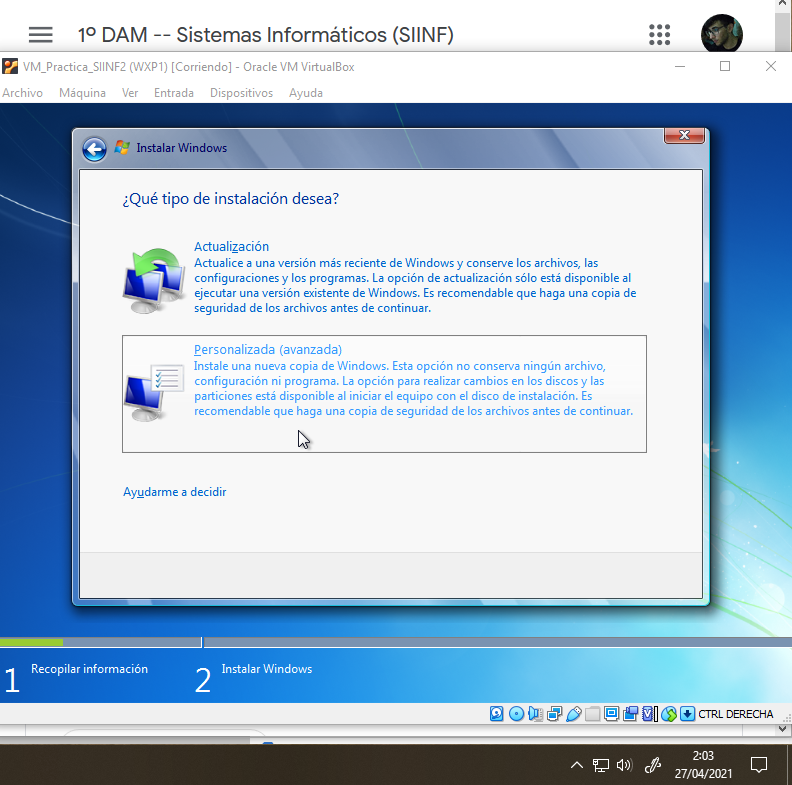 1º DAM -- Sistemas Informáticos (SIINF)
VM_Practica_SIINF2 (WXP1) [Corriendo] - Oracle VM VirtualBox
Archivo Máquina Ver Entrada Dispositivos Ayuda
Instalar Windows
¿Qué tipo de instalación desea?
Actualización
Actualice a una versión más reciente de Windows y conserve los archivos, las
configuraciones y los programas. La opción de actualización sólo está disponible al
ejecutar una versión existente de Windows. Es recomendable que haga una copia de
seguridad de los archivos antes de continuar.
Personalizada (avanzada)
Instale una nueva copia de Windows. Esta opción no conserva ningún archivo,
configuración ni programa. La opción para realizar cambios en los discos y las
particiones está disponible al iniciar el equipo con el disco de instalación. Es
recomendable que haga una copia de seguridad de los archivos antes de continuar.
Ayudarme a decidir
1 Recopilar información 2 Instalar Windows
CTRL DERECHA
2:03
27/04/2021